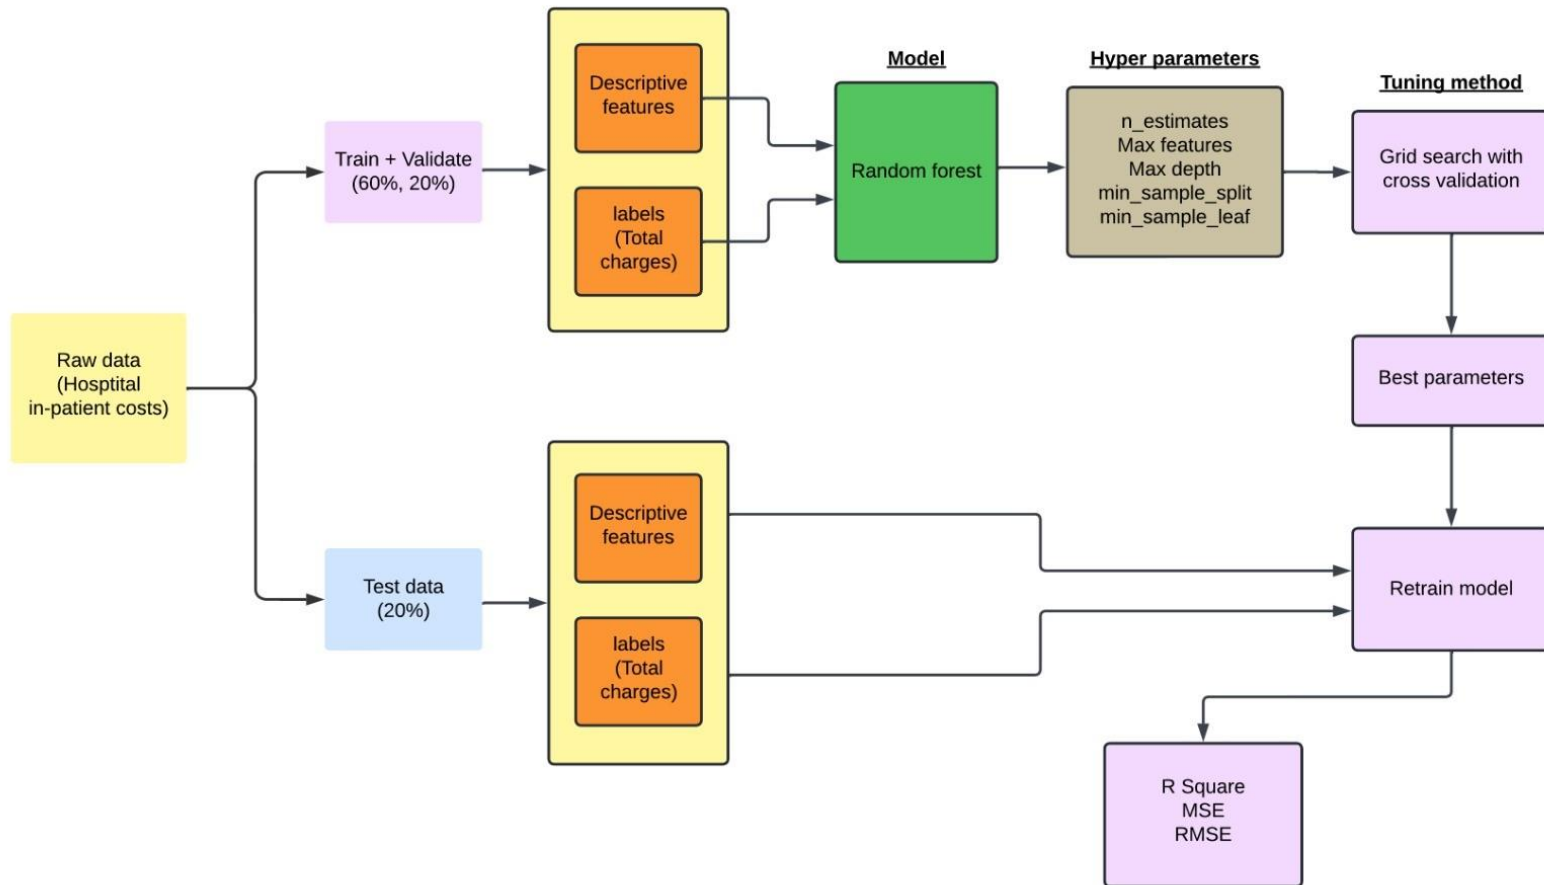 Raw data
(Hosptital
in-patient costs)
Train + Validate
(60%, 20%)
Descriptive
features
labels
(Total
charges)
Model
Random forest
Hyper parameters
n_estimates
Max features
Max depth
min_sample_split
min_sample_leaf
Tuning method
Grid search with
cross validation
Best parameters
Test data
(20%)
Descriptive
features
labels
(Total
charges)
Retrain model
R Square
MSE
RMSE